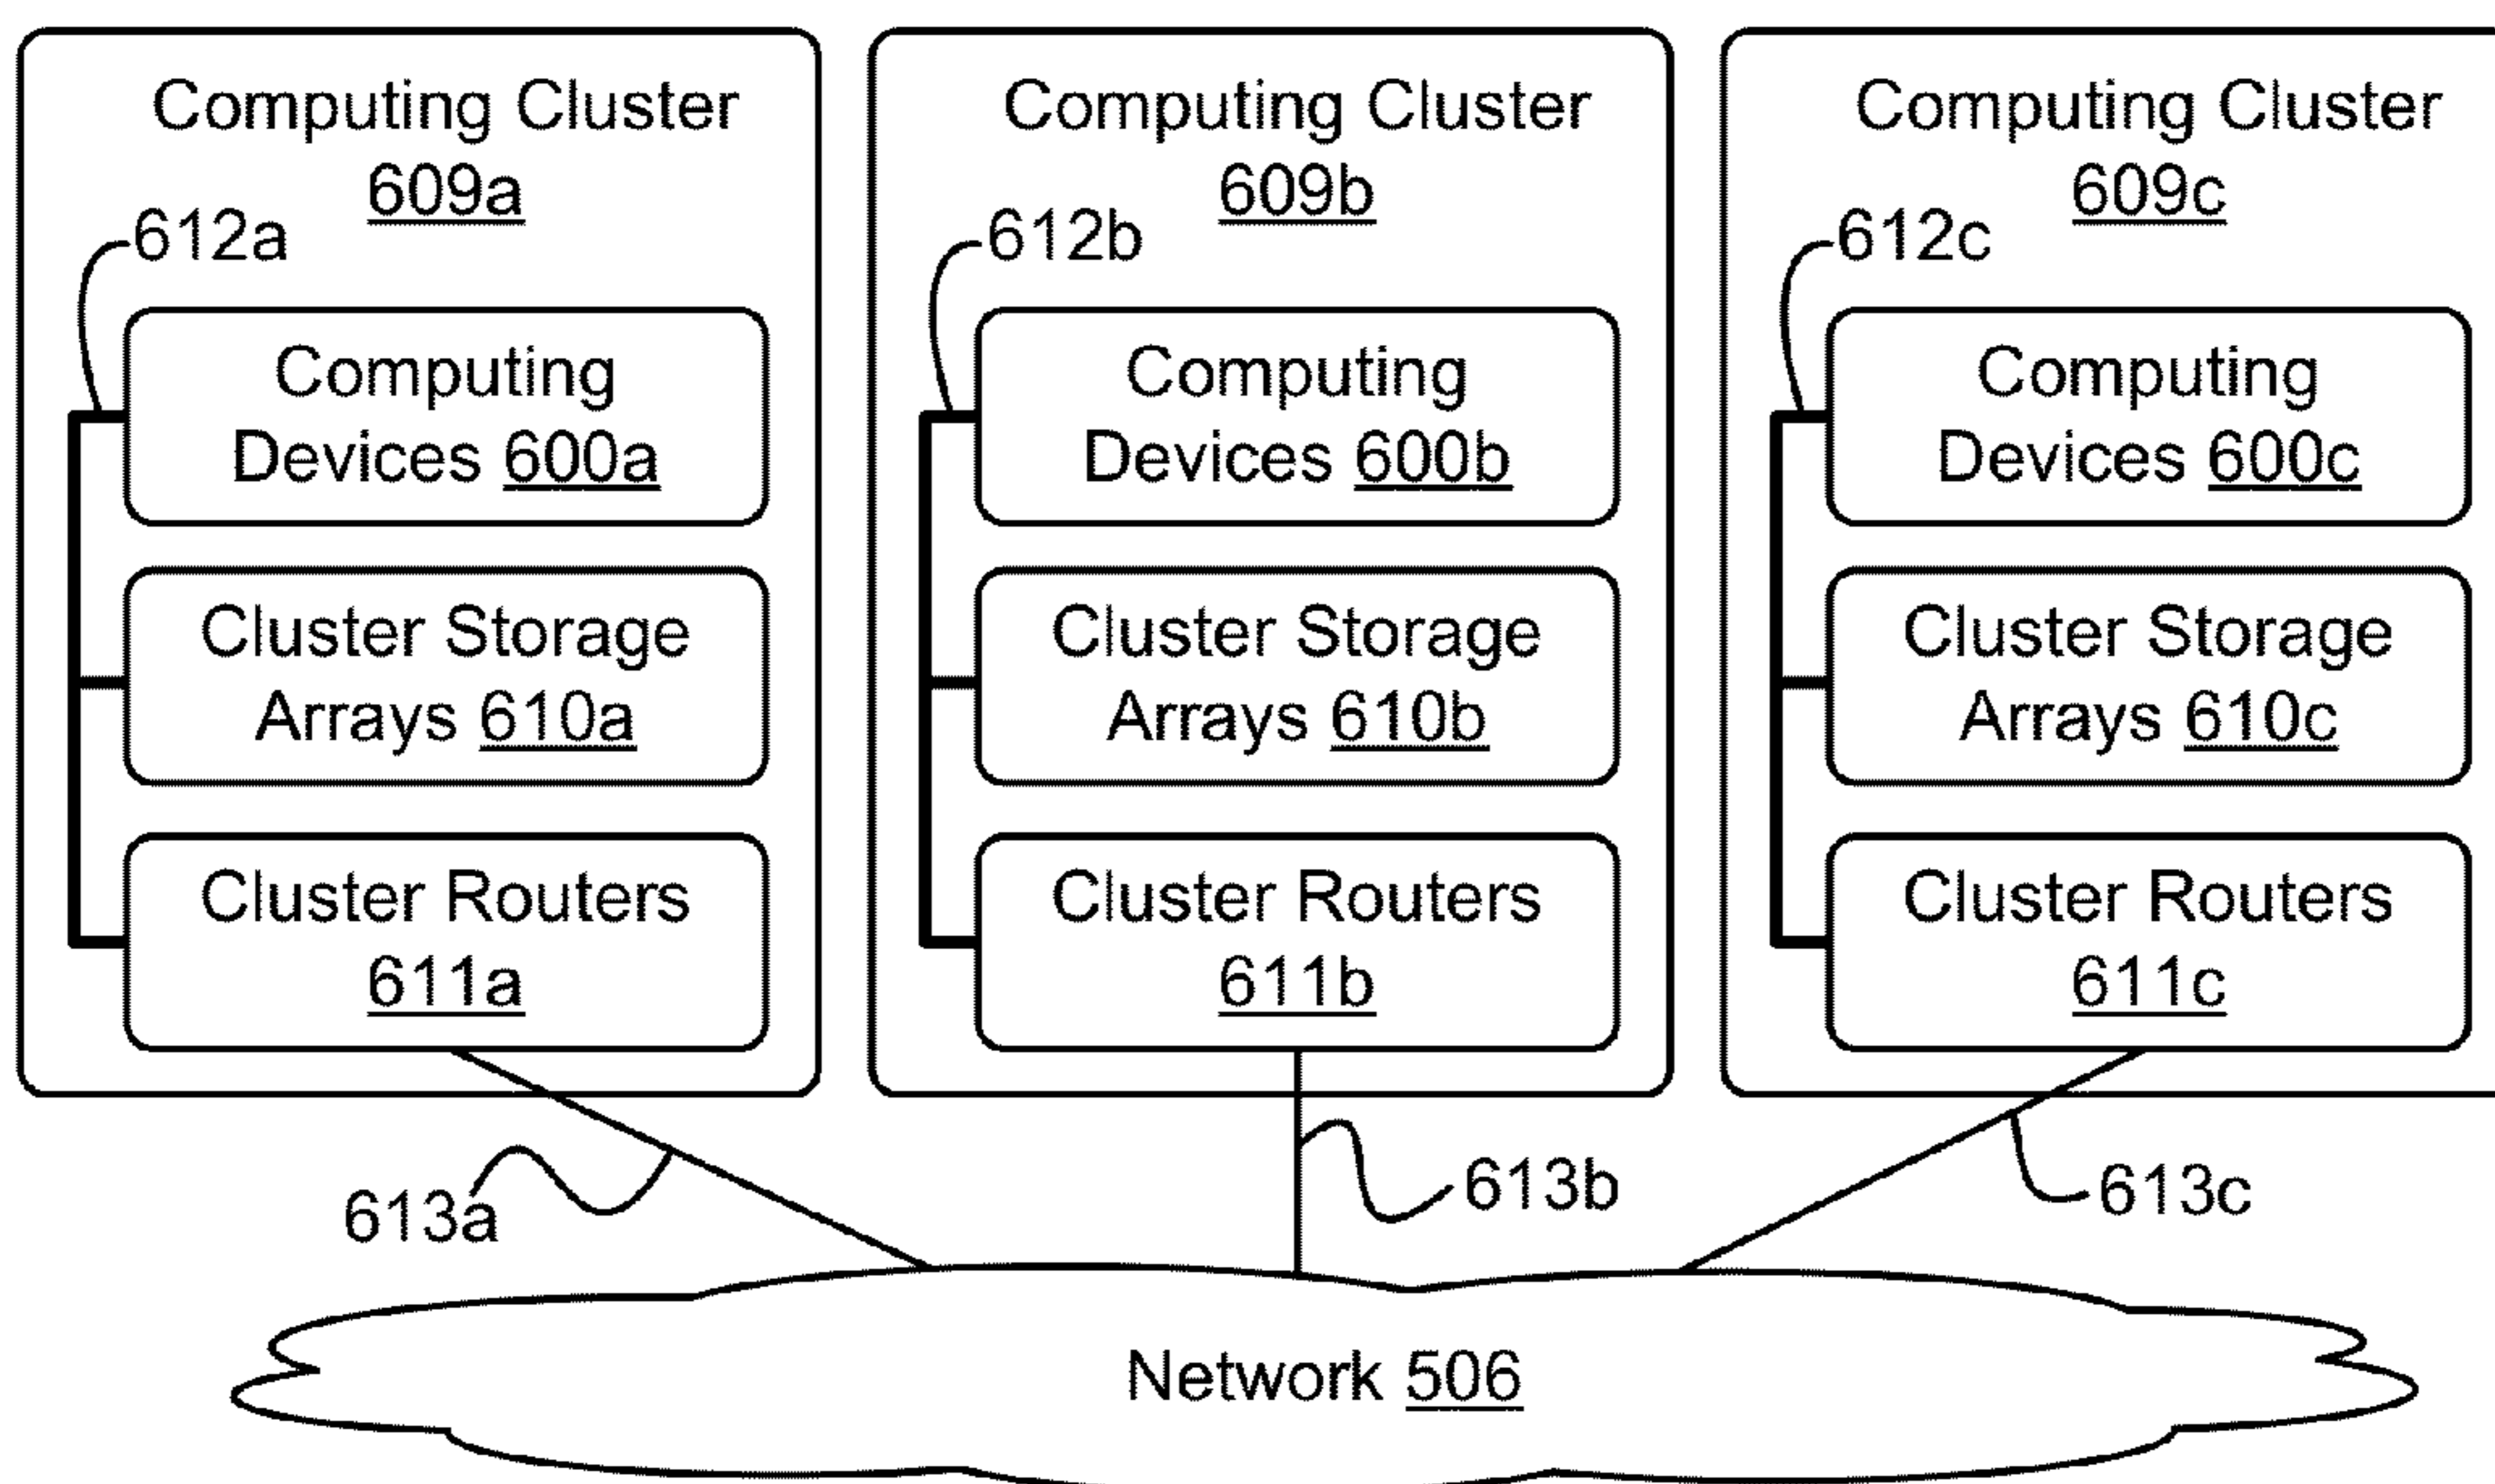 Computing Cluster
609a
612a
Computing
Devices 600a
Cluster Storage
Arrays 610a
Cluster Routers
611a
Computing Cluster
609b
612b
Computing
Devices 600b
Cluster Storage
Arrays 610b
Cluster Routers
611b
Computing Cluster
609c
612c
Computing
Devices 600c
Cluster Storage
Arrays 610c
Cluster Routers
611c
613a
613b
613c
Network 506